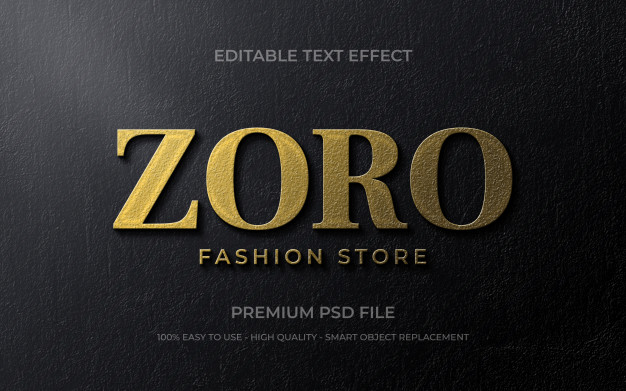 EDITABLE TEXT EFFECT
ZORO
FASHION STORE
PREMIUM PSD FILE
100% EASY TO USE - HIGH QUALITY - SMART OBJECT REPLACEMENT